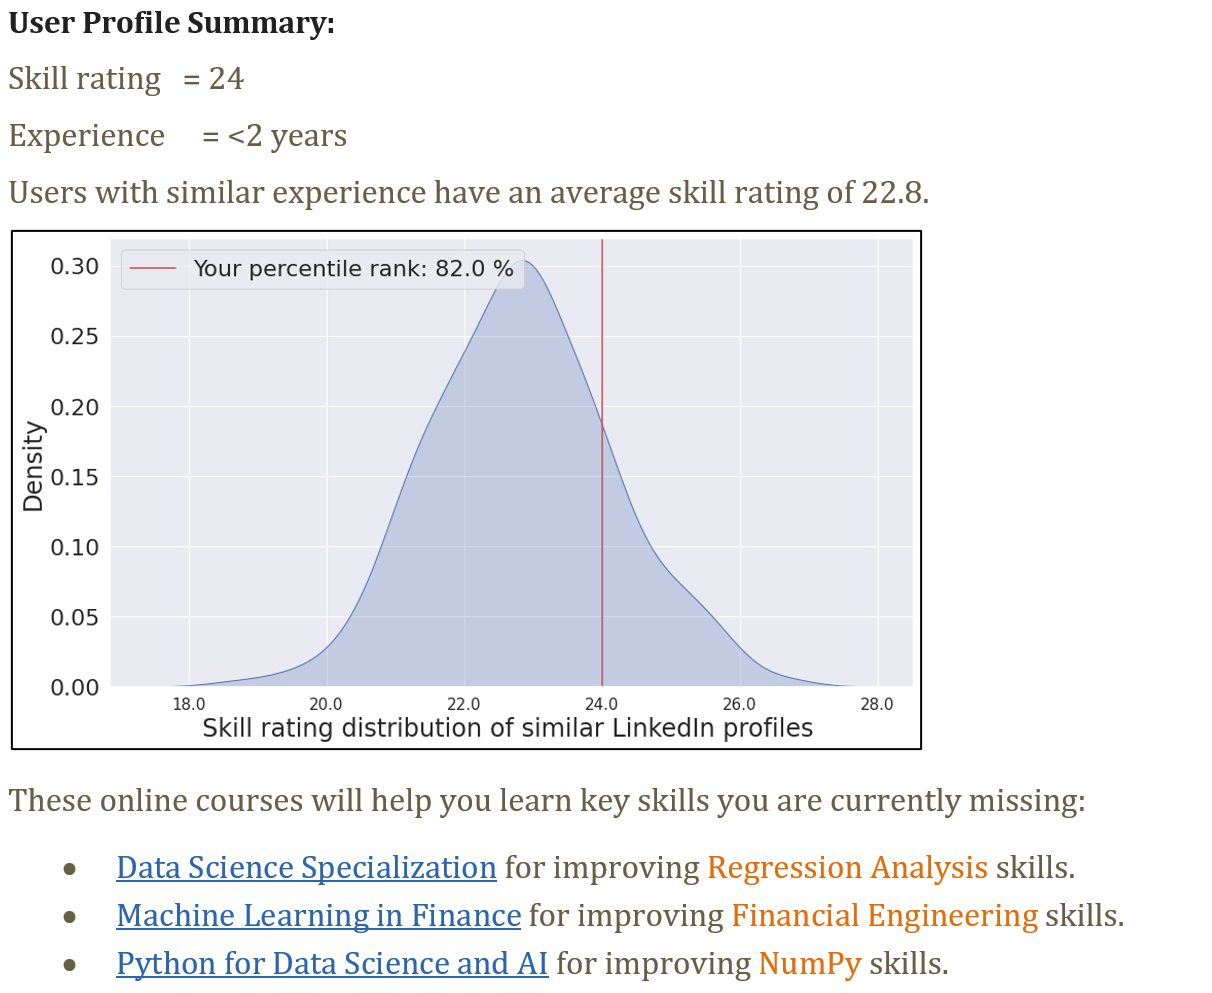 User Profile Summary:
Skill rating = 24
Experience = <2 years
Users with similar experience have an average skill rating of 22.8.
Your percentile rank: 82.0 %
0.30
0.25
0.20
0.15
0.10
0.05
0.00
Density
18.0 20.0 22.0 24.0 26.0 28.0
Skill rating distribution of similar LinkedIn profiles
These online courses will help you learn key skills you are currently missing:
• Data Science Specialization for improving Regression Analysis skills.
• Machine Learning in Finance for improving Financial Engineering skills.
• Python for Data Science and AI for improving NumPy skills.